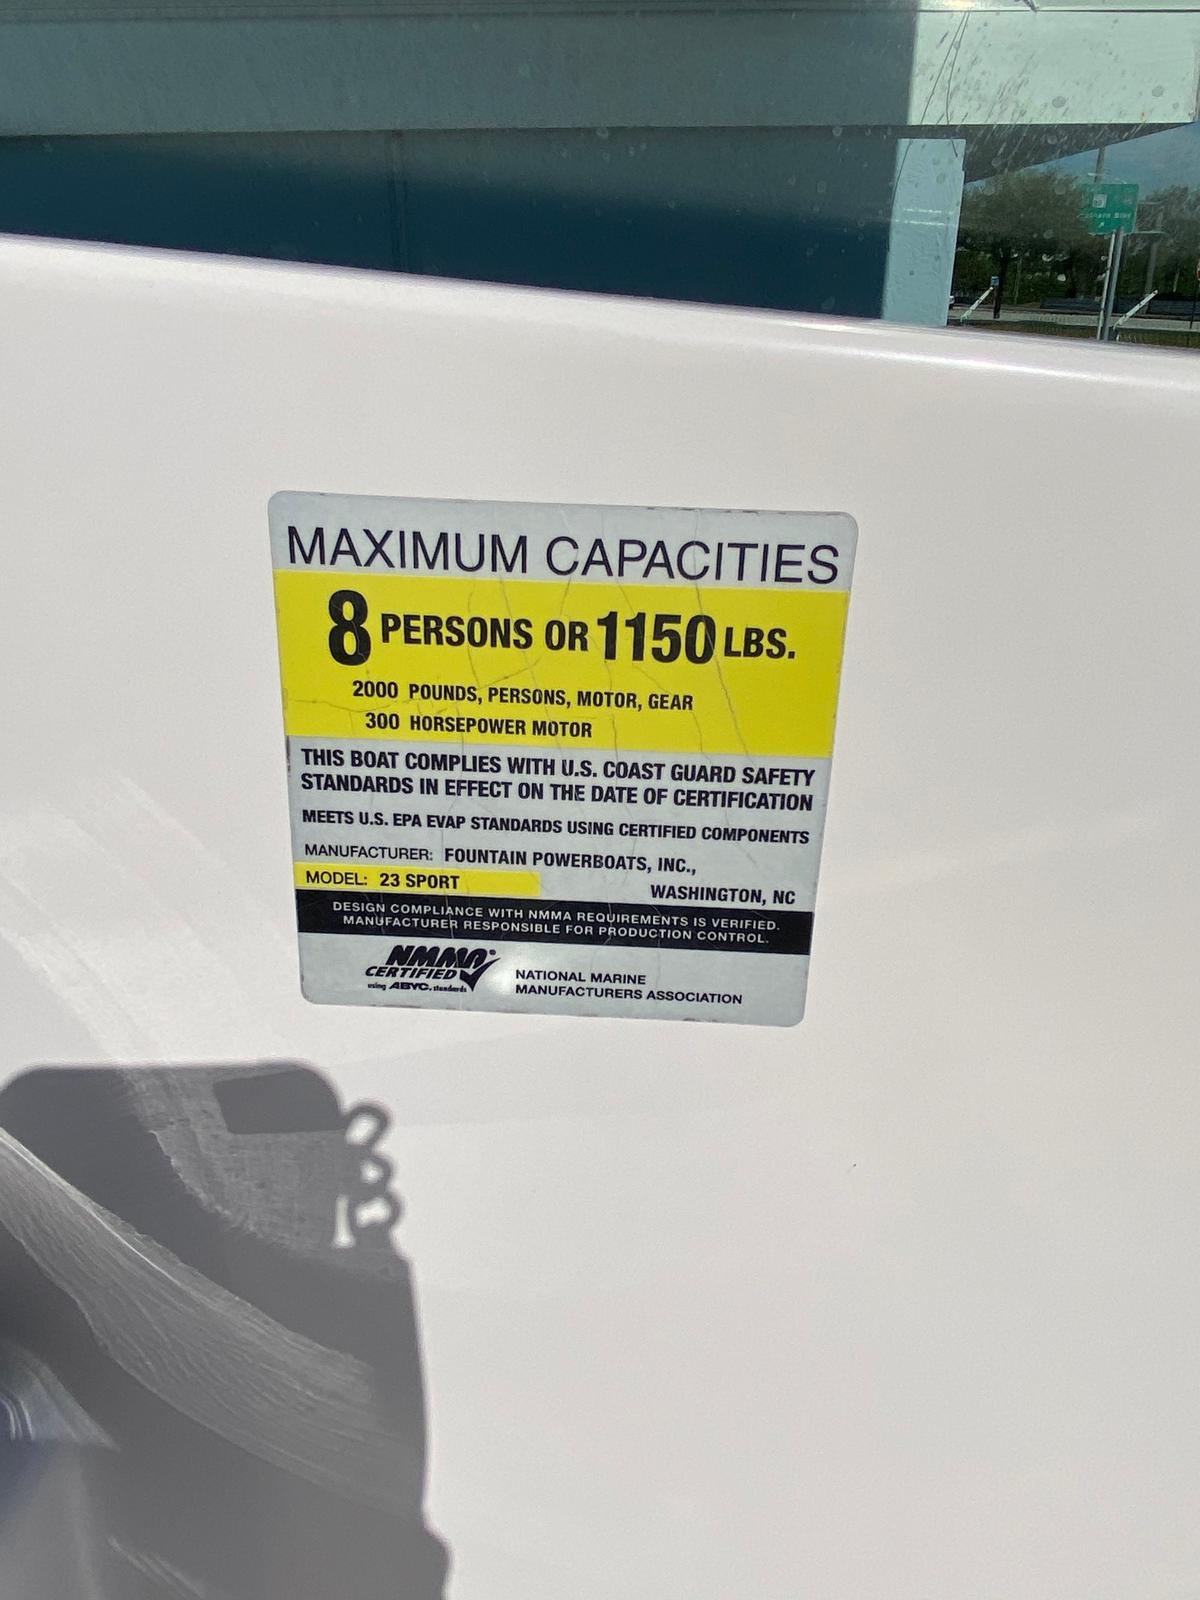 MAXIMUM CAPACITIES
8 PERSONS OR 1150 LBS.
2000 POUNDS, PERSONS, MOTOR, GEAR
300 HORSEPOWER MOTOR
THIS BOAT COMPLIES WITH U.S. COAST GUARD SAFETY
STANDARDS IN EFFECT ON THE DATE OF CERTIFICATION
MEETS U.S. EPA EVAP STANDARDS USING CERTIFIED COMPONENTS
MANUFACTURER: FOUNTAIN POWERBOATS, INC.,
MODEL: 23 SPORT
WASHINGTON, NC
DESIGN COMPLIANCE WITH NMMA REQUIREMENTS IS VERIFIED.
MANUFACTURER RESPONSIBLE FOR PRODUCTION CONTROL.
NMMA®
CERTIFIED
using ABYC. standards
NATIONAL MARINE
MANUFACTURERS ASSOCIATION